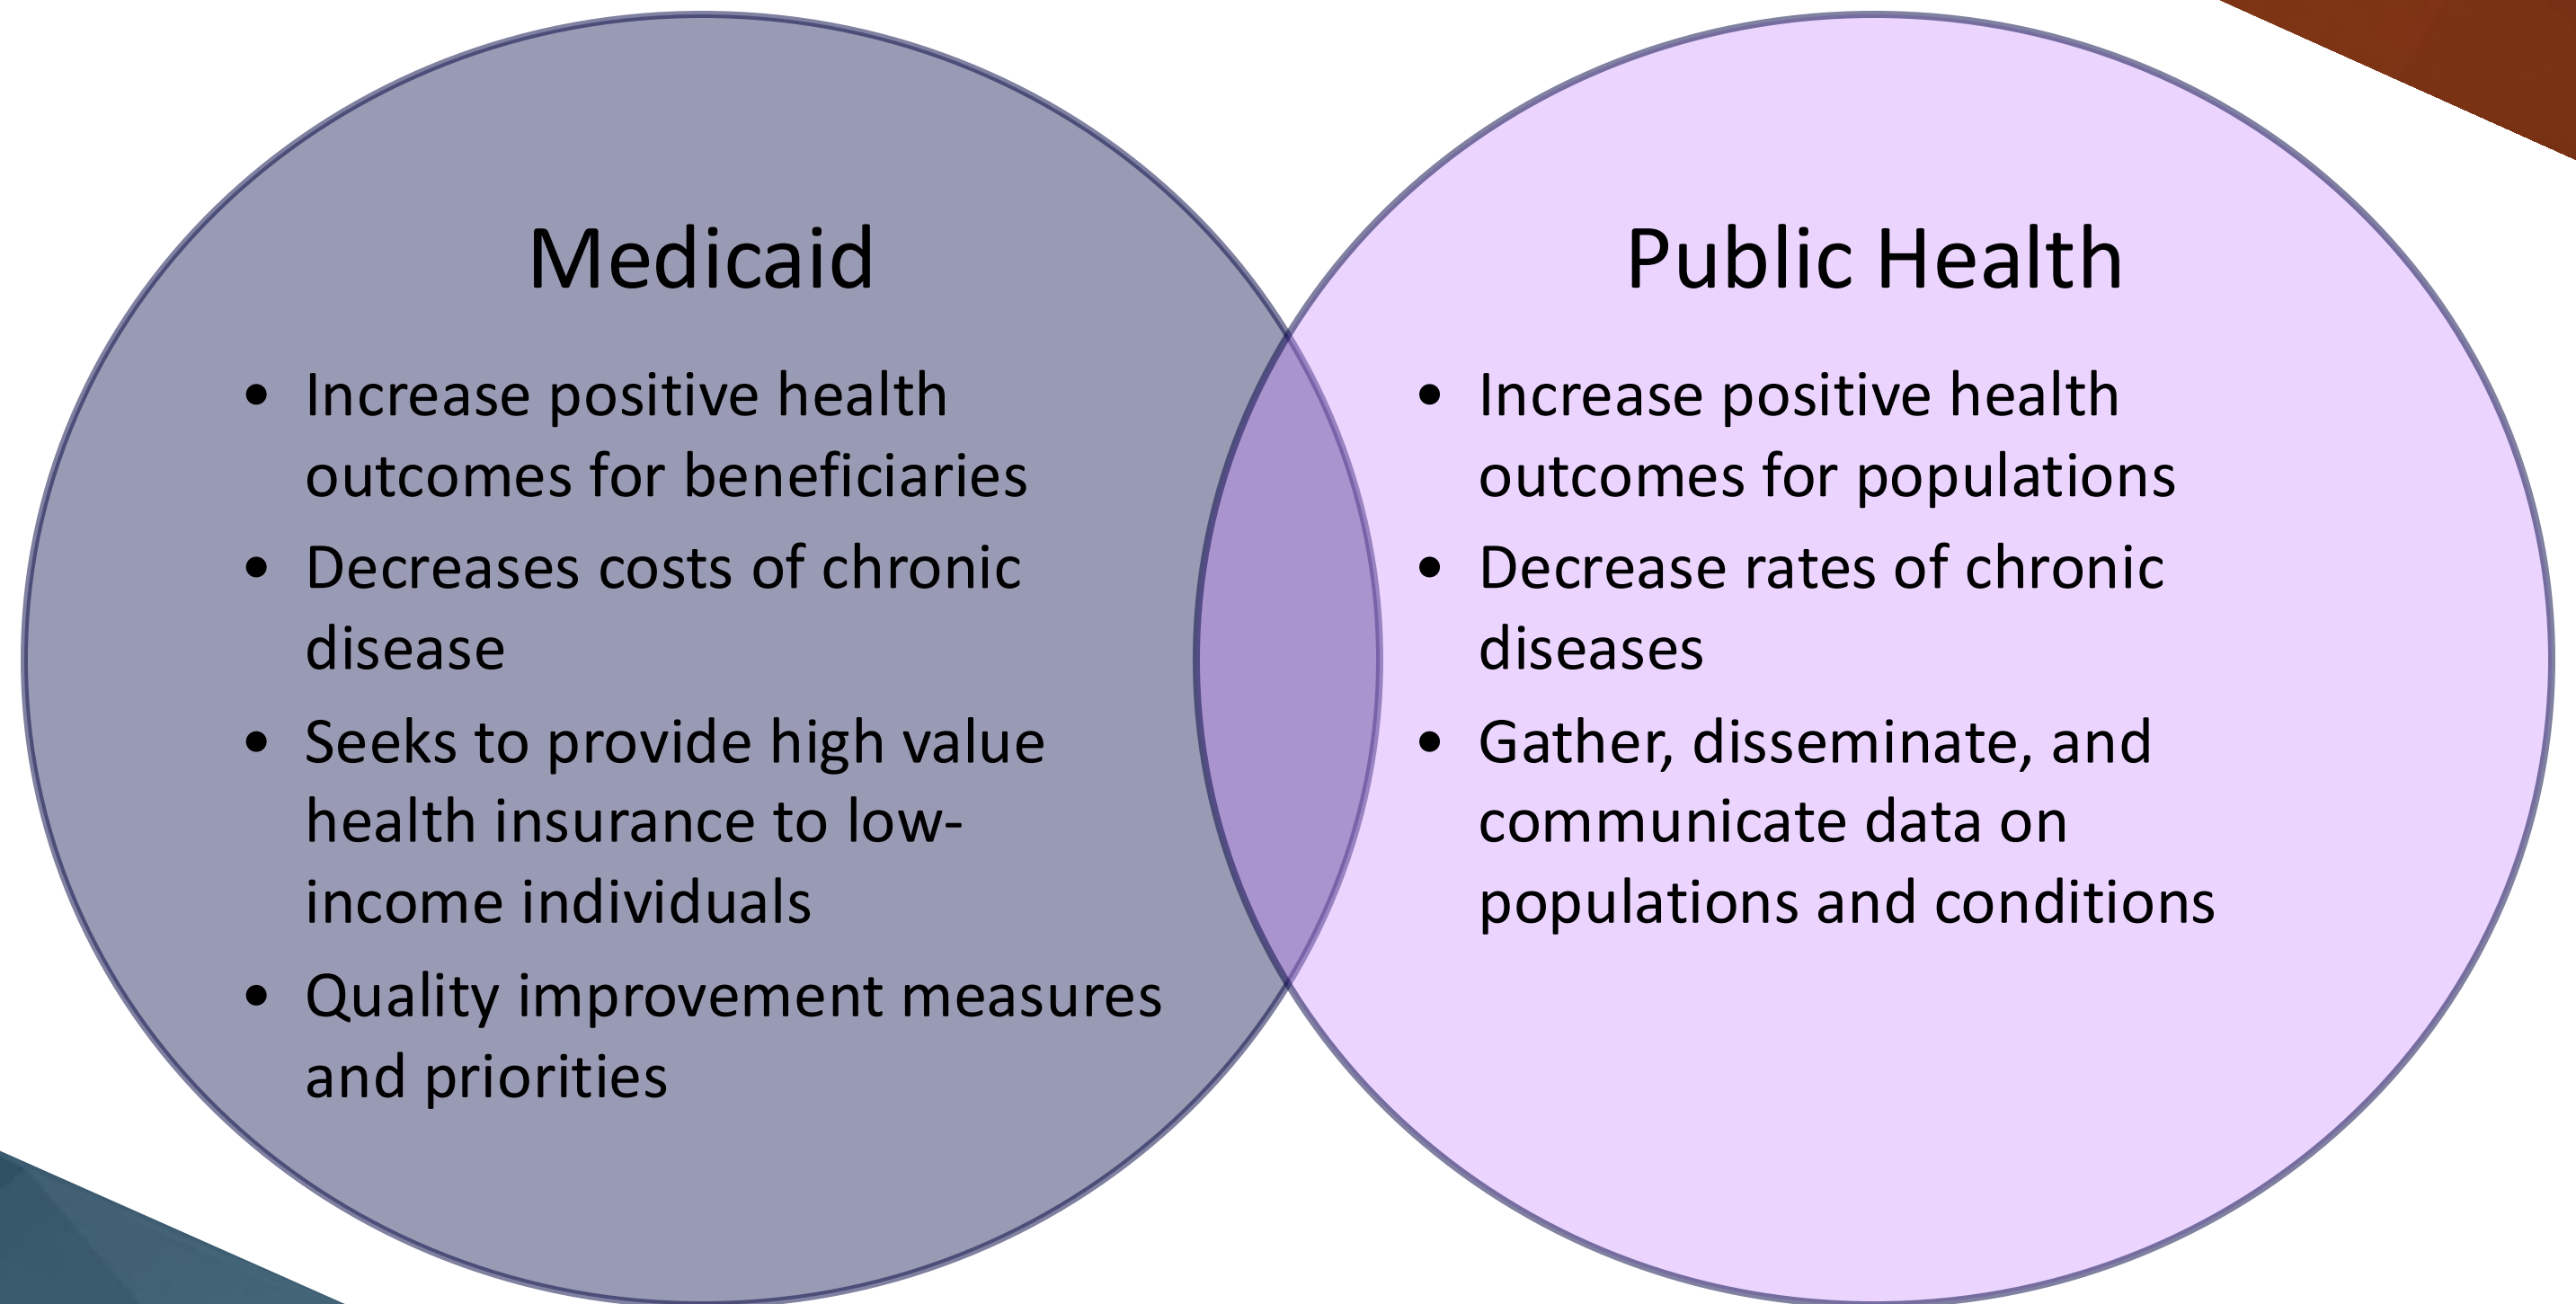 Medicaid
• Increase positive health
outcomes for beneficiaries
• Decreases costs of chronic
disease
• Seeks to provide high value
health insurance to low-
income individuals
• Quality improvement measures
and priorities
Public Health
• Increase positive health
outcomes for populations
• Decrease rates of chronic
diseases
• Gather, disseminate, and
communicate data on
populations and conditions